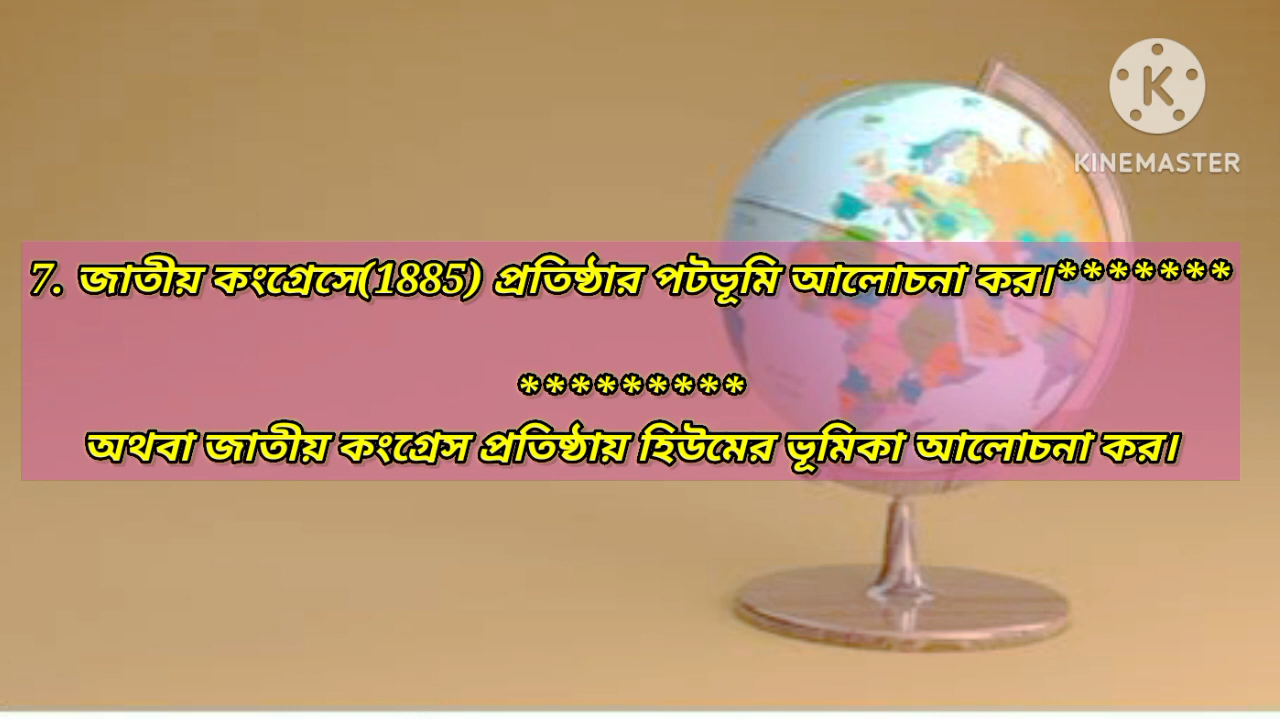 KINEMASTER
7. জাতীয় কংগ্রেসে(1885) প্রতিষ্ঠার পটভূমি আলোচনা কর।*******
*********
অথবা জাতীয় কংগ্রেস প্রতিষ্ঠায় হিউমের ভূমিকা আলোচনা কর।